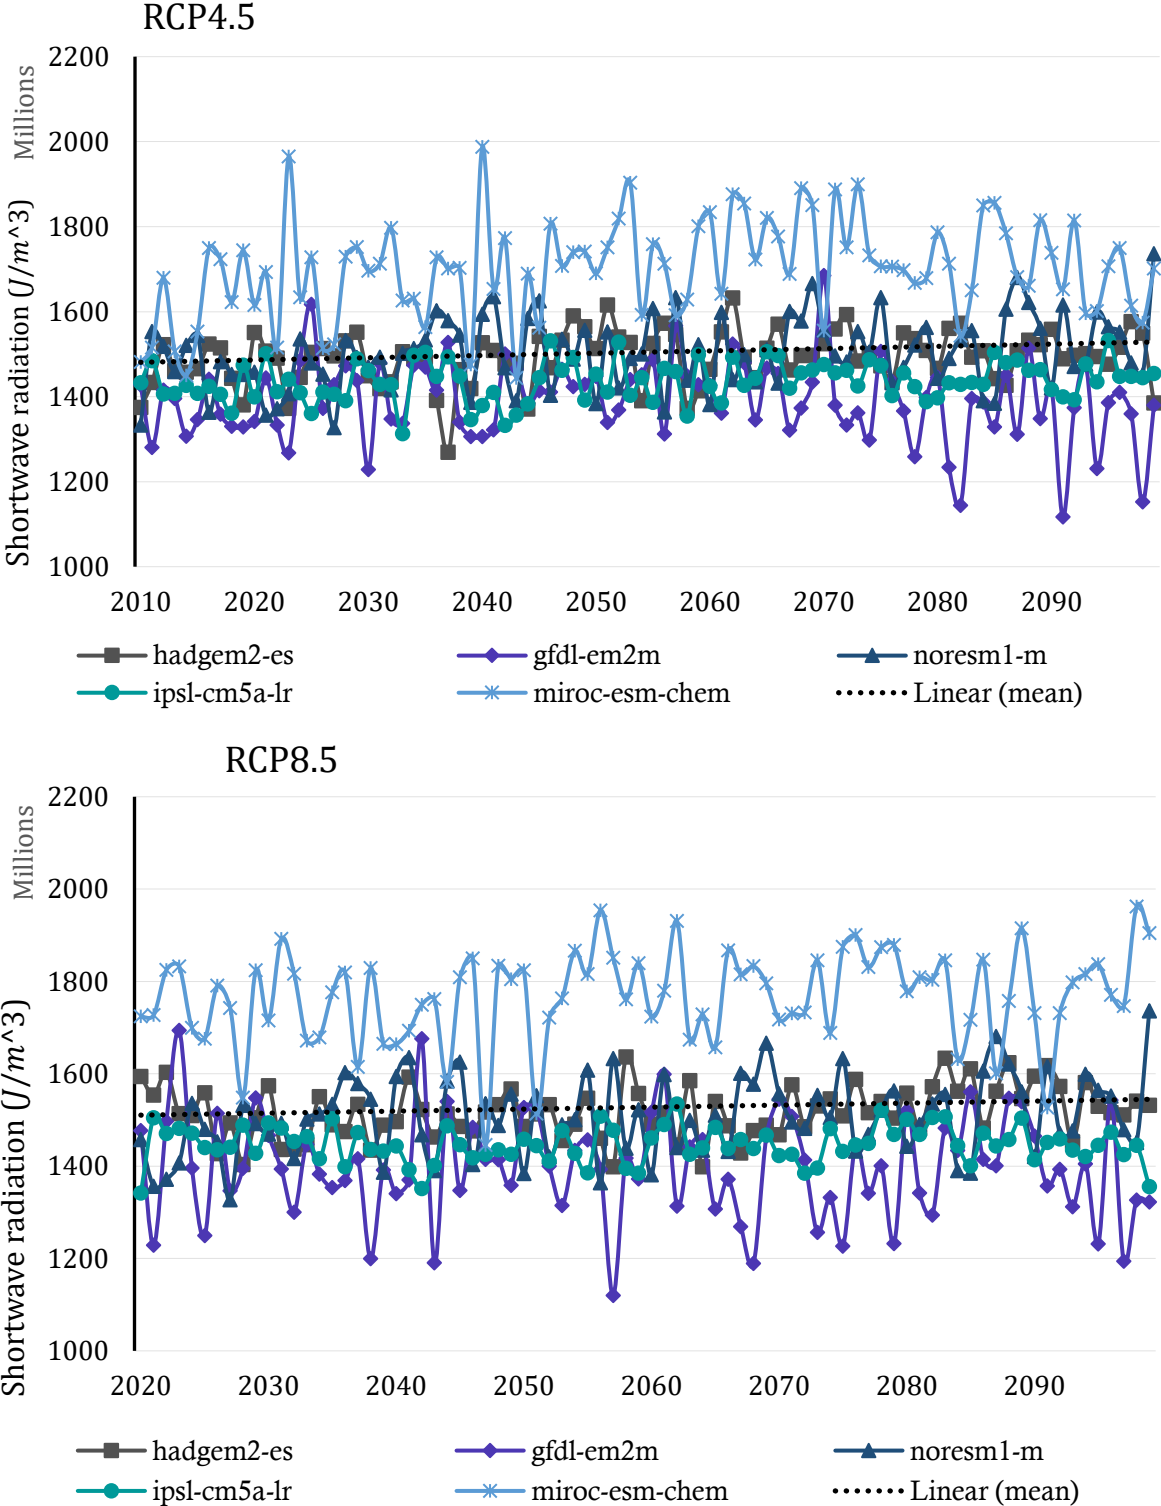 RCP4.5
Millions
Shortwave radiation (J/m^3)
2200
2000
1800
1600
1400
1200
1000
2010 2020 2030 2040 2050 2060 2070 2080 2090
hadgem2-es gfdl-em2m noresm1-m
ipsl-cm5a-lr miroc-esm-chem Linear (mean)
RCP8.5
Millions
Shortwave radiation (J/m^3)
2200
2000
1800
1600
1400
1200
1000
2020 2030 2040 2050 2060 2070 2080 2090
hadgem2-es gfdl-em2m noresm1-m
ipsl-cm5a-lr miroc-esm-chem Linear (mean)